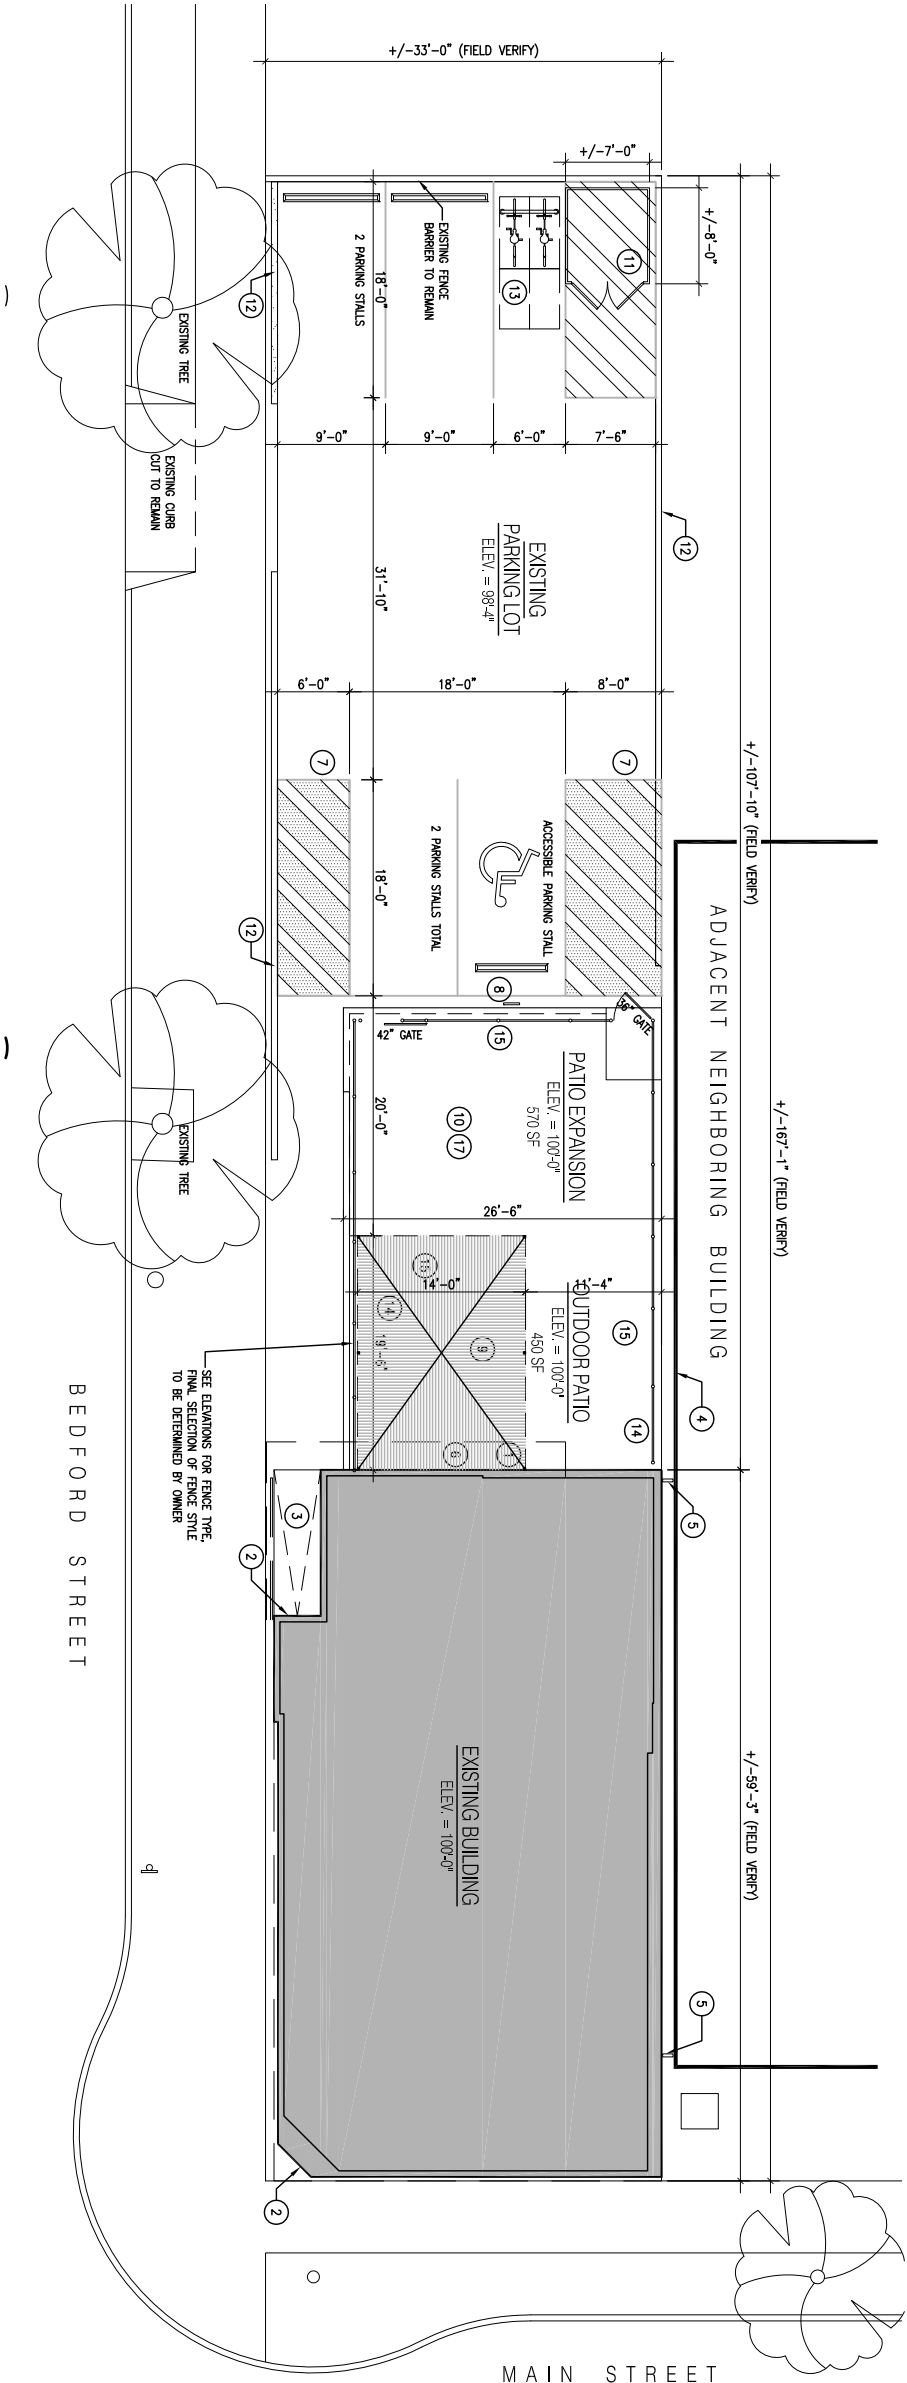 +/-33'-0" (FIELD VERIFY)
+/-7'-0"
+/-8'-0"
11
13
EXISTING FENCE
BARRIER TO REMAIN
2 PARKING STALLS
18'-0"
12
EXISTING TREE
9'-0"
9'-0"
6'-0"
7'-6"
EXISTING CURB
CUT TO REMAIN
12
EXISTING
PARKING LOT
ELEV. = 98'-4"
31'-10"
6'-0"
18'-0"
8'-0"
7
7
+/-107'-10" (FIELD VERIFY)
ACCESSIBLE PARKING STALL
2 PARKING STALLS TOTAL
18'-0"
12
8
36" GATE
42" GATE
15
ADJACENT NEIGHBORING BUILDING
PATIO EXPANSION
ELEV. = 100'-0"
570 SF
10
17
20'-0"
EXISTING TREE
+/-167'-1" (FIELD VERIFY)
26'-6"
14'-0"
11'-4"
OUTDOOR PATIO
ELEV. = 100'-0"
450 SF
15
14
9
14
19'-6"
6
1
4
SEE ELEVATIONS FOR FENCE TYPE,
FINAL SELECTION OF FENCE STYLE
TO BE DETERMINED BY OWNER
BEDFORD STREET
3
2
5
EXISTING BUILDING
ELEV. = 100'-0"
+/-59'-3" (FIELD VERIFY)
5
2
MAIN STREET